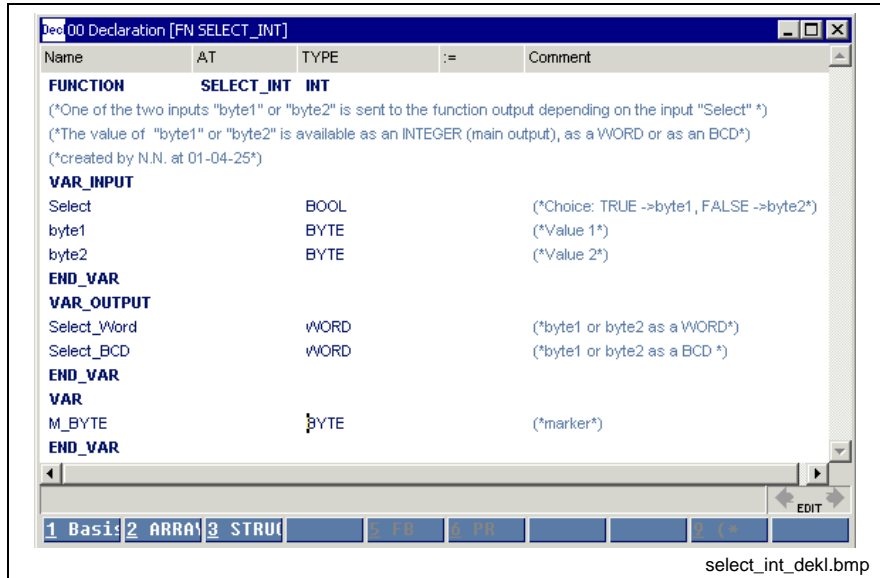 Decl 00 Declaration [FN SELECT_INT]
Name AT TYPE := Comment
FUNCTION SELECT_INT INT
(*One of the two inputs "byte1" or "byte2" is sent to the function output depending on the input "Select" *)
(*The value of "byte1" or "byte2" is available as an INTEGER (main output), as a WORD or as an BCD*)
(*created by N.N. at 01-04-25*)
VAR_INPUT
Select BOOL (*Choice: TRUE ->byte1, FALSE ->byte2*)
byte1 BYTE (*Value 1*)
byte2 BYTE (*Value 2*)
END_VAR
VAR_OUTPUT
Select_Word WORD (*byte1 or byte2 as a WORD*)
Select_BCD WORD (*byte1 or byte2 as a BCD *)
END_VAR
VAR
M_BYTE BYTE (*marker*)
END_VAR
EDIT
1 Basis 2 ARRAY 3 STRUC 5 FB 6 PR 9 (*
select_int_dekl.bmp